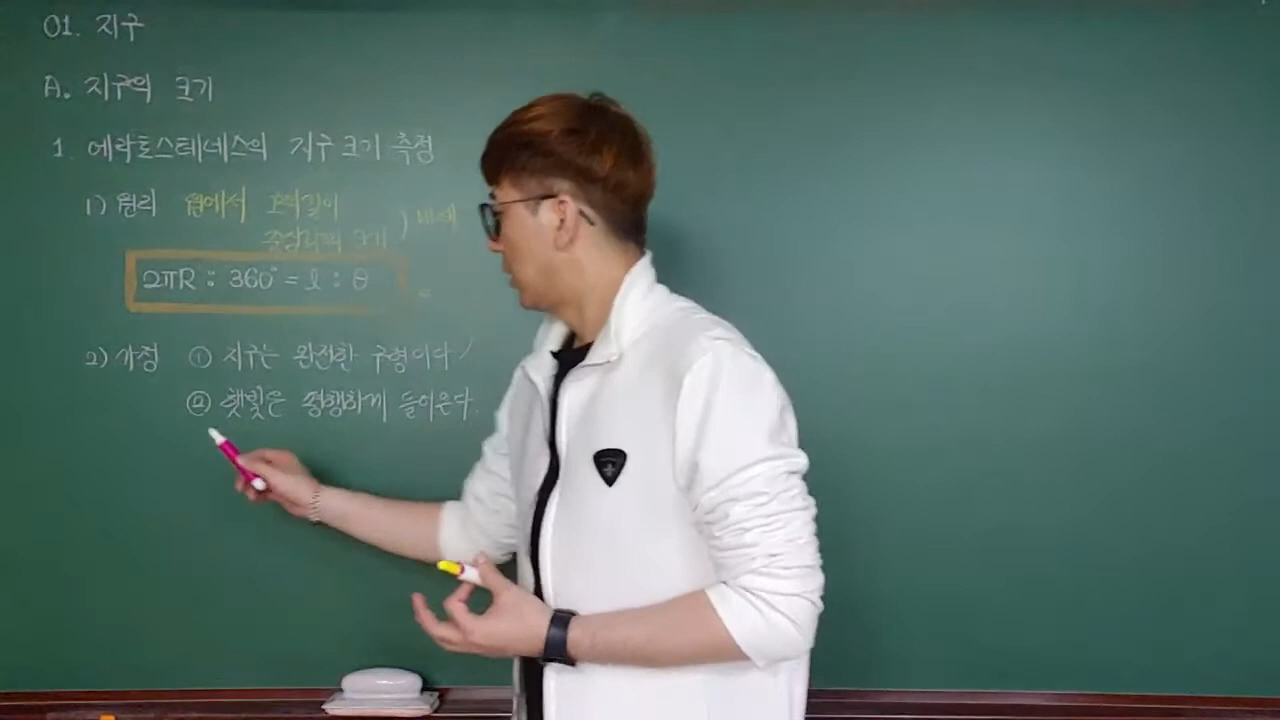 01. 지구
A. 지구의 크기
1. 에라토스테네스의 지구 크기 측정
1) 원리 원에서 호의길이
중심각의 크기 ) 비례
2πR : 360° = l : θ
2) 가정 ① 지구는 완전한 구형이다
② 햇빛은 평행하게 들어온다.